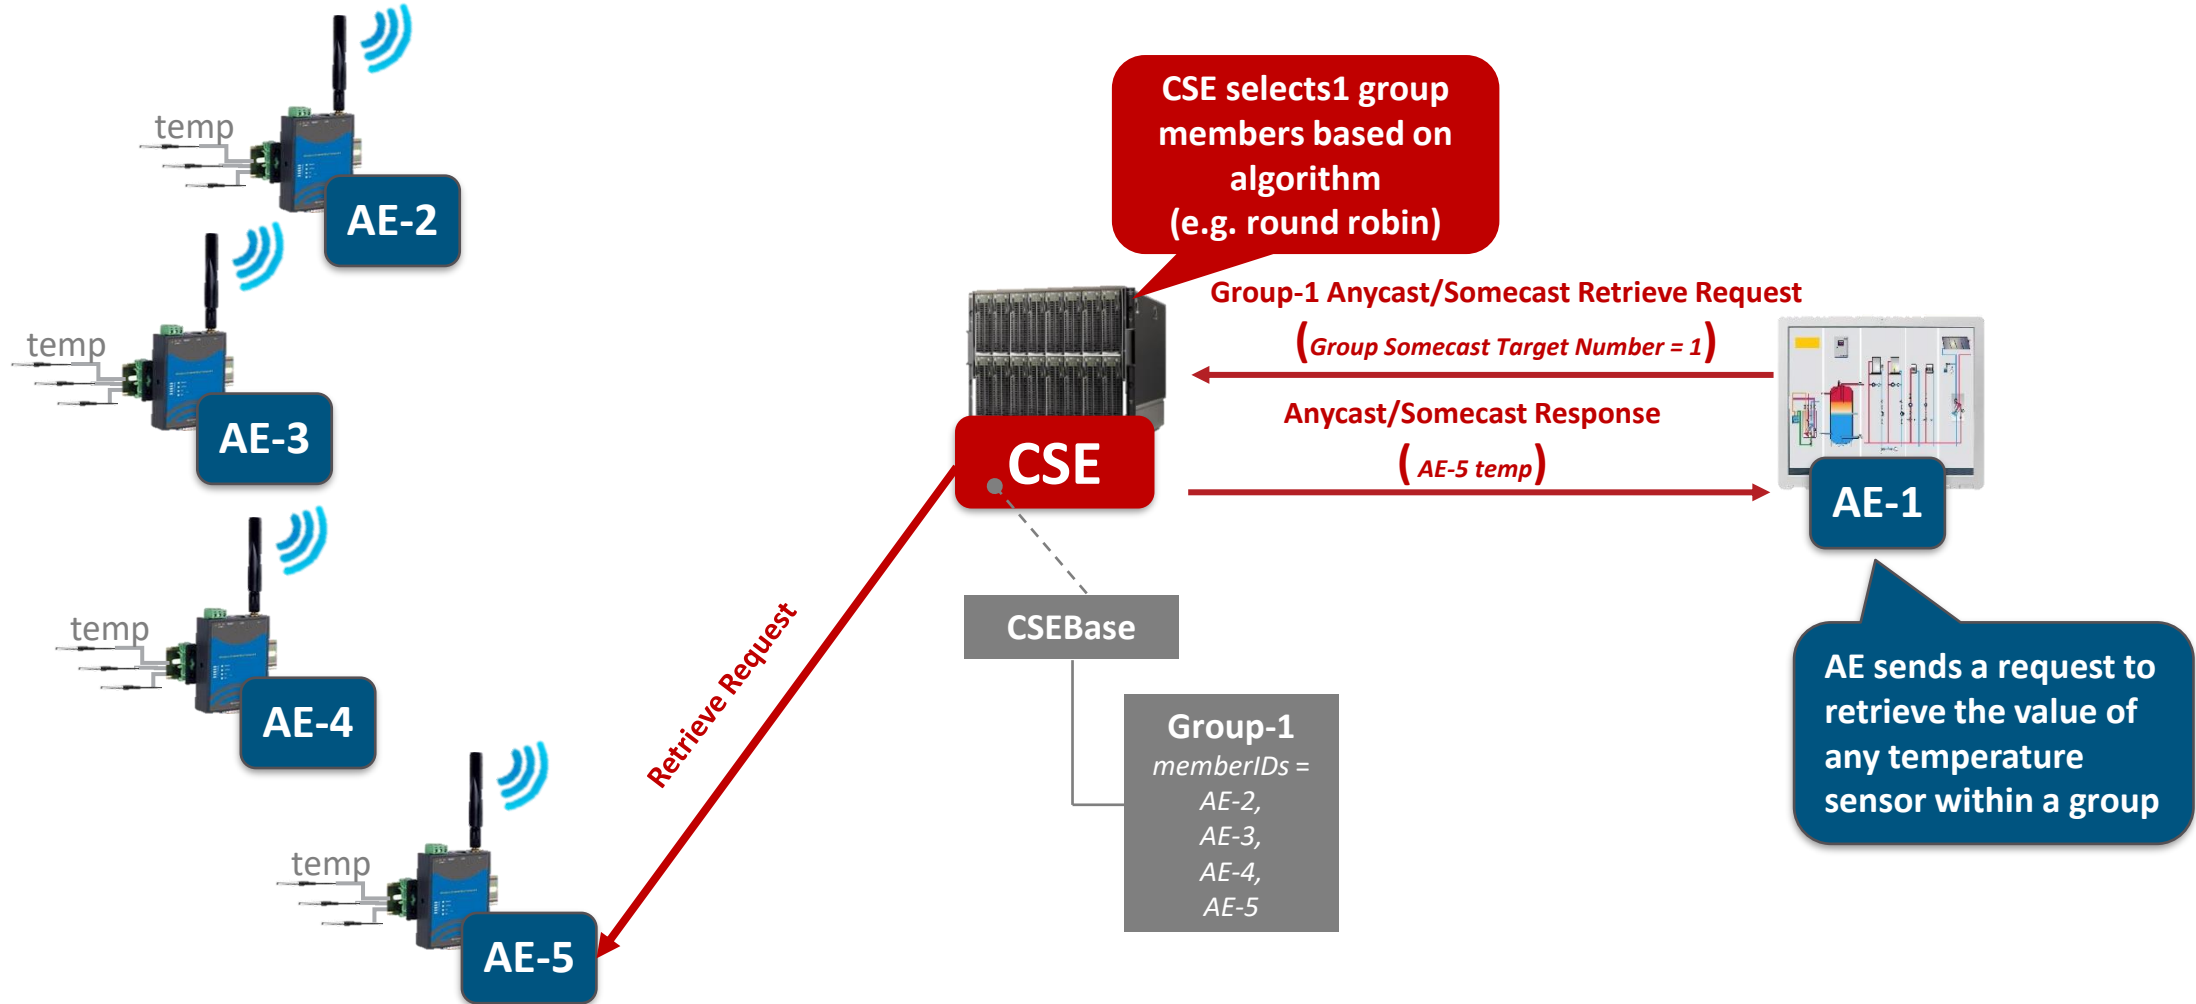 temp
AE-2
temp
AE-3
temp
AE-4
temp
AE-5
Retrieve Request
CSE selects1 group
members based on
algorithm
(e.g. round robin)
CSE
CSEBase
Group-1
memberIDs =
AE-2,
AE-3,
AE-4,
AE-5
Group-1 Anycast/Somecast Retrieve Request
(Group Somecast Target Number = 1)
Anycast/Somecast Response
( AE-5 temp)
AE-1
AE sends a request to
retrieve the value of
any temperature
sensor within a group